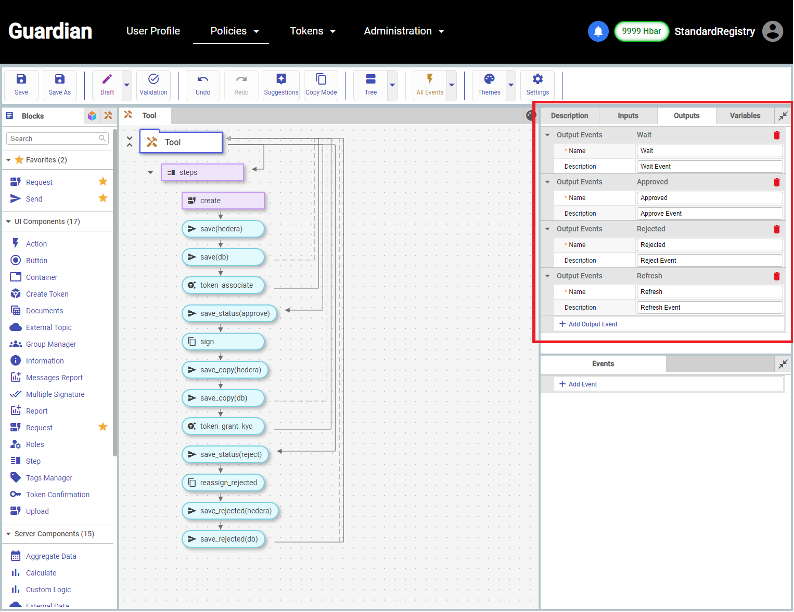 Guardian
User Profile
Policies
Tokens
Administration
9999 Hbar
StandardRegistry
Save
Save As
Draft
Validation
Undo
Redo
Suggestions
Copy Mode
Tree
All Events
Themes
Settings
Blocks
Search
Favorites (2)
Request
Send
UI Components (17)
Action
Button
Container
Create Token
Documents
External Topic
Group Manager
Information
Messages Report
Multiple Signature
Report
Request
Roles
Step
Tags Manager
Token Confirmation
Upload
Server Components (15)
Aggregate Data
Calculate
Custom Logic
External Data
Tool
Tool
steps
create
save(hedera)
save(db)
token_associate
save_status(approve)
sign
save_copy(hedera)
save_copy(db)
token_grant_kyc
save_status(reject)
reassign_rejected
save_rejected(hedera)
save_rejected(db)
Description
Inputs
Outputs
Variables
Output Events Wait
* Name Wait
Description Wait Event
Output Events Approved
* Name Approved
Description Approve Event
Output Events Rejected
* Name Rejected
Description Reject Event
Output Events Refresh
* Name Refresh
Description Refresh Event
+ Add Output Event
Events
+ Add Event